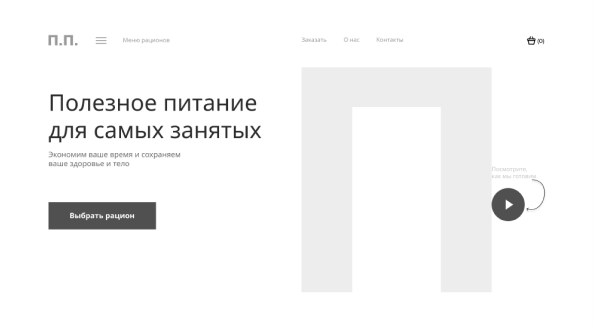 П.П.
Меню рационов
Заказать
О нас
Контакты
(0)
Полезное питание
для самых занятых
Экономим ваше время и сохраняем
ваше здоровье и тело
Посмотрите,
как мы готовим
Выбрать рацион